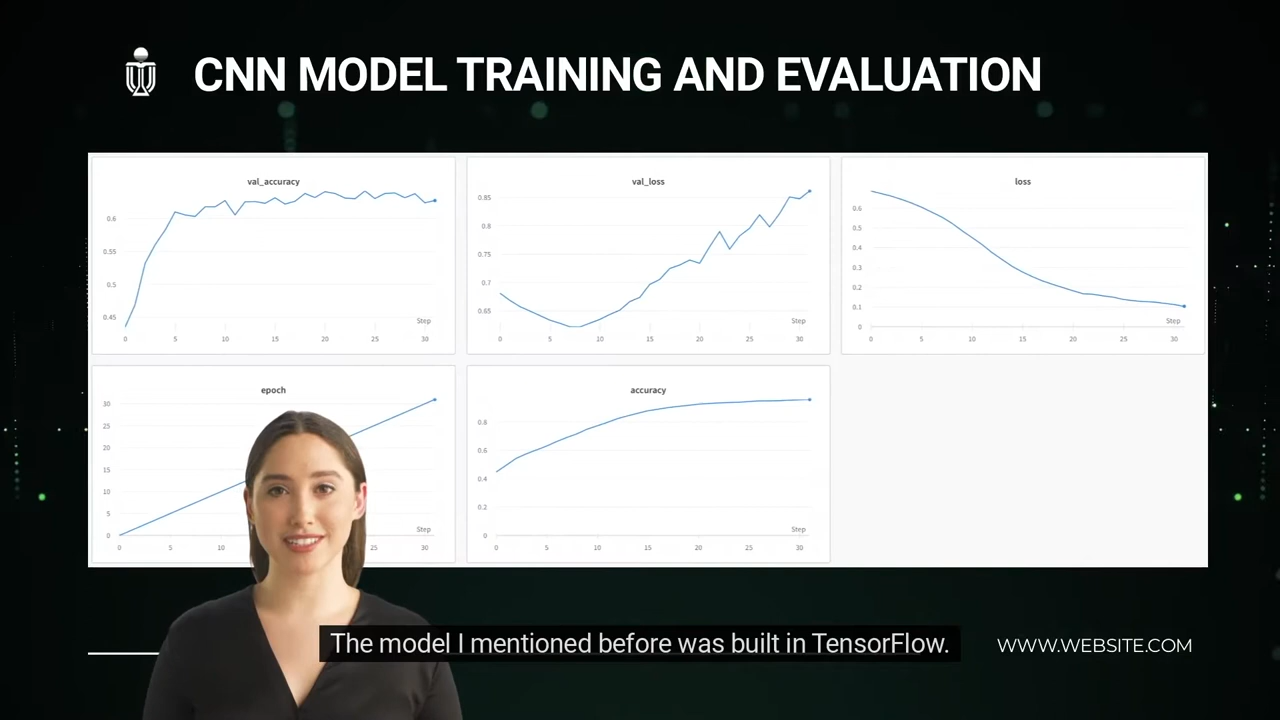 CNN MODEL TRAINING AND EVALUATION
val_accuracy
0.6
0.55
0.5
0.45
Step
0 5 10 15 20 25 30
val_loss
0.85
0.8
0.75
0.7
0.65
Step
0 5 10 15 20 25 30
loss
0.6
0.5
0.4
0.3
0.2
0.1
0
Step
0 5 10 15 20 25 30
epoch
30
25
20
15
10
5
0
Step
0 5 10 25 30
accuracy
0.8
0.6
0.4
0.2
0
Step
0 5 10 15 20 25 30
The model I mentioned before was built in TensorFlow.
WWW.WEBSITE.COM